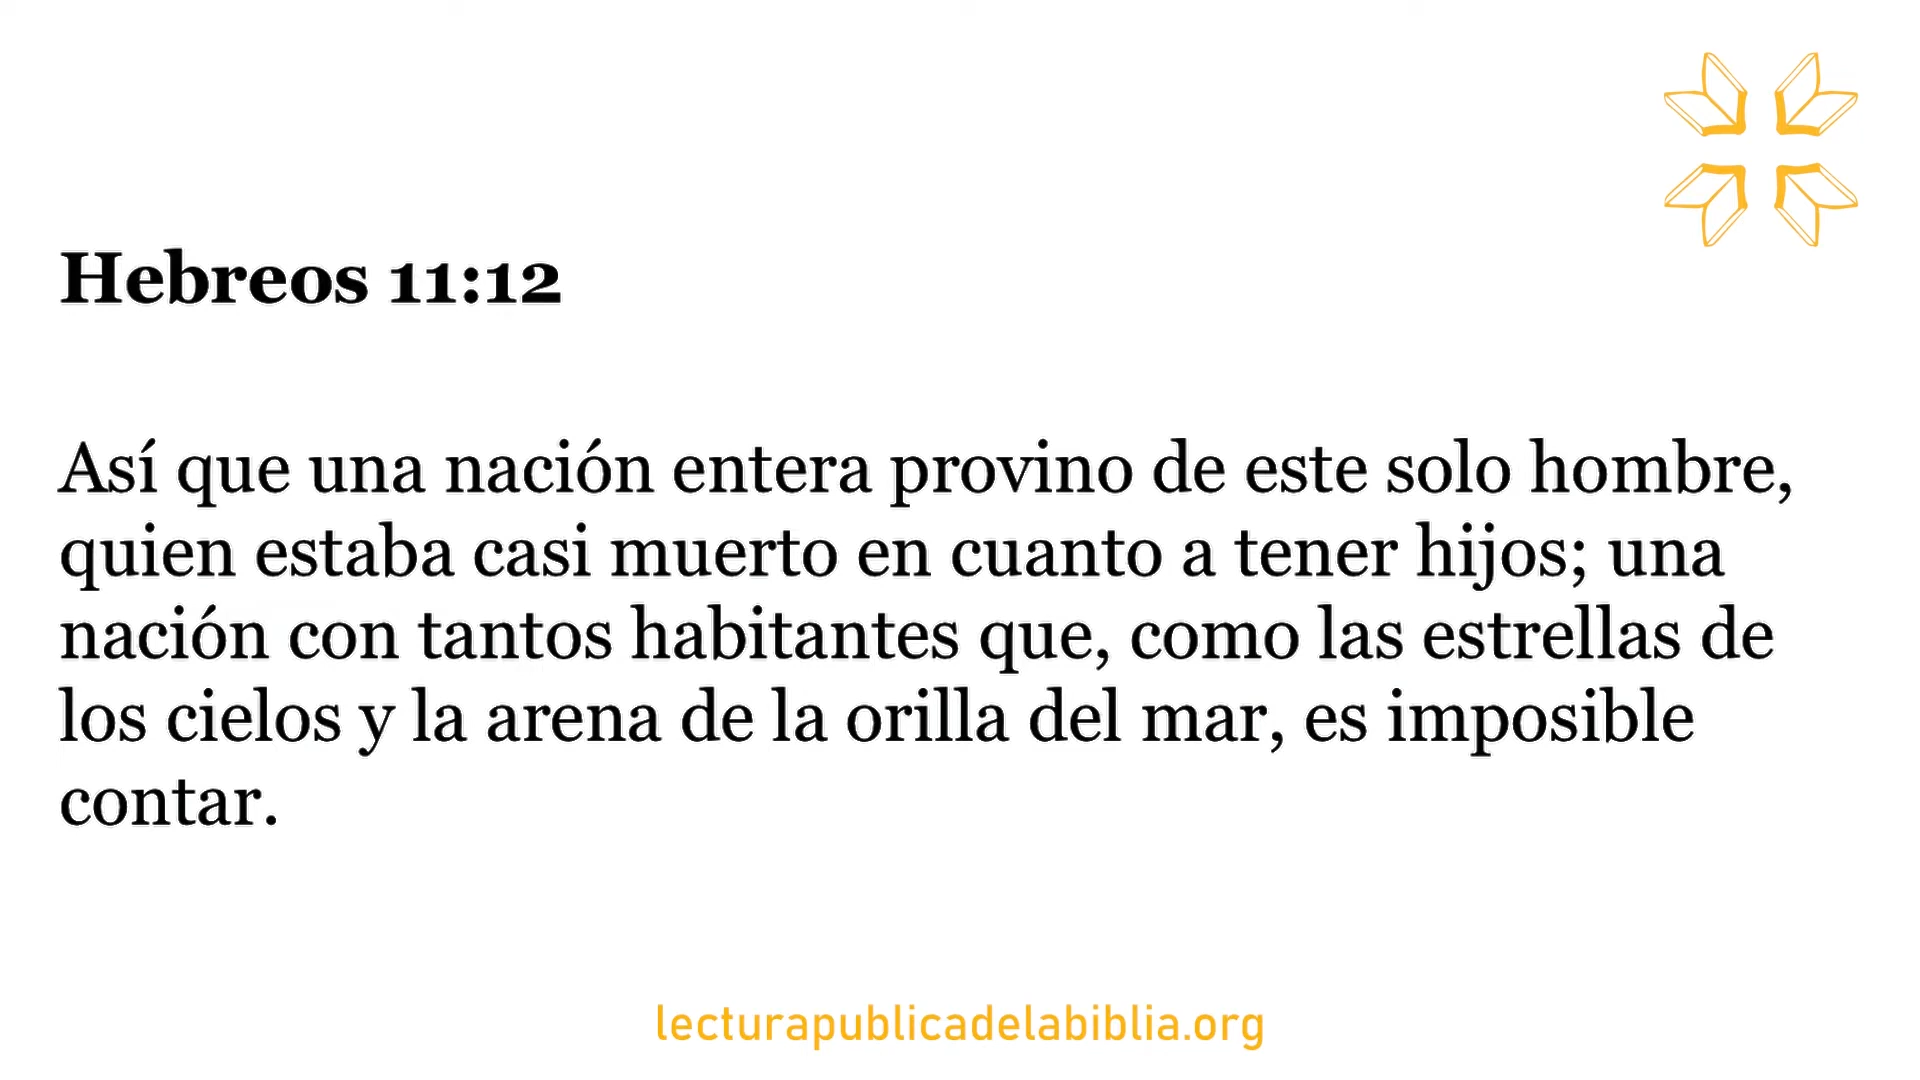 Hebreos 11:12
Así que una nación entera provino de este solo hombre,
quien estaba casi muerto en cuanto a tener hijos; una
nación con tantos habitantes que, como las estrellas de
los cielos y la arena de la orilla del mar, es imposible
contar.
lecturapublicadelabiblia.org